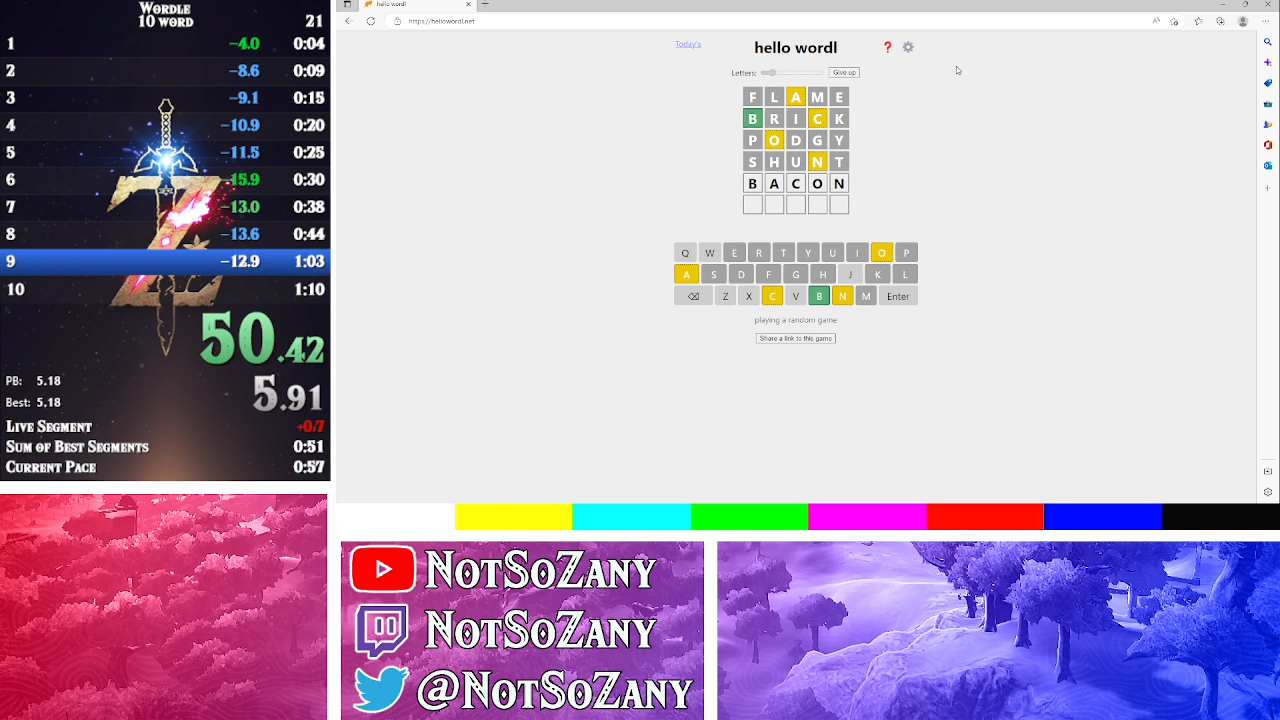 WORDLE
10 WORD 21
1 −4.0 0:04
2 −8.6 0:09
3 −9.1 0:15
4 −10.9 0:20
5 −11.5 0:25
6 −15.9 0:30
7 −13.0 0:38
8 −13.6 0:44
9 −12.9 1:03
10 1:10
50.42
5.91
PB: 5.18
Best: 5.18
LIVE SEGMENT +0.7
SUM OF BEST SEGMENTS 0:51
CURRENT PACE 0:57
hello wordl
https://hellowordl.net
Today's
hello wordl
?
Letters: Give up
F L A M E
B R I C K
P O D G Y
S H U N T
B A C O N
Q W E R T Y U I O P
A S D F G H J K L
⌫ Z X C V B N M Enter
playing a random game
Share a link to this game
NOTSOZANY
NOTSOZANY
@NOTSOZANY